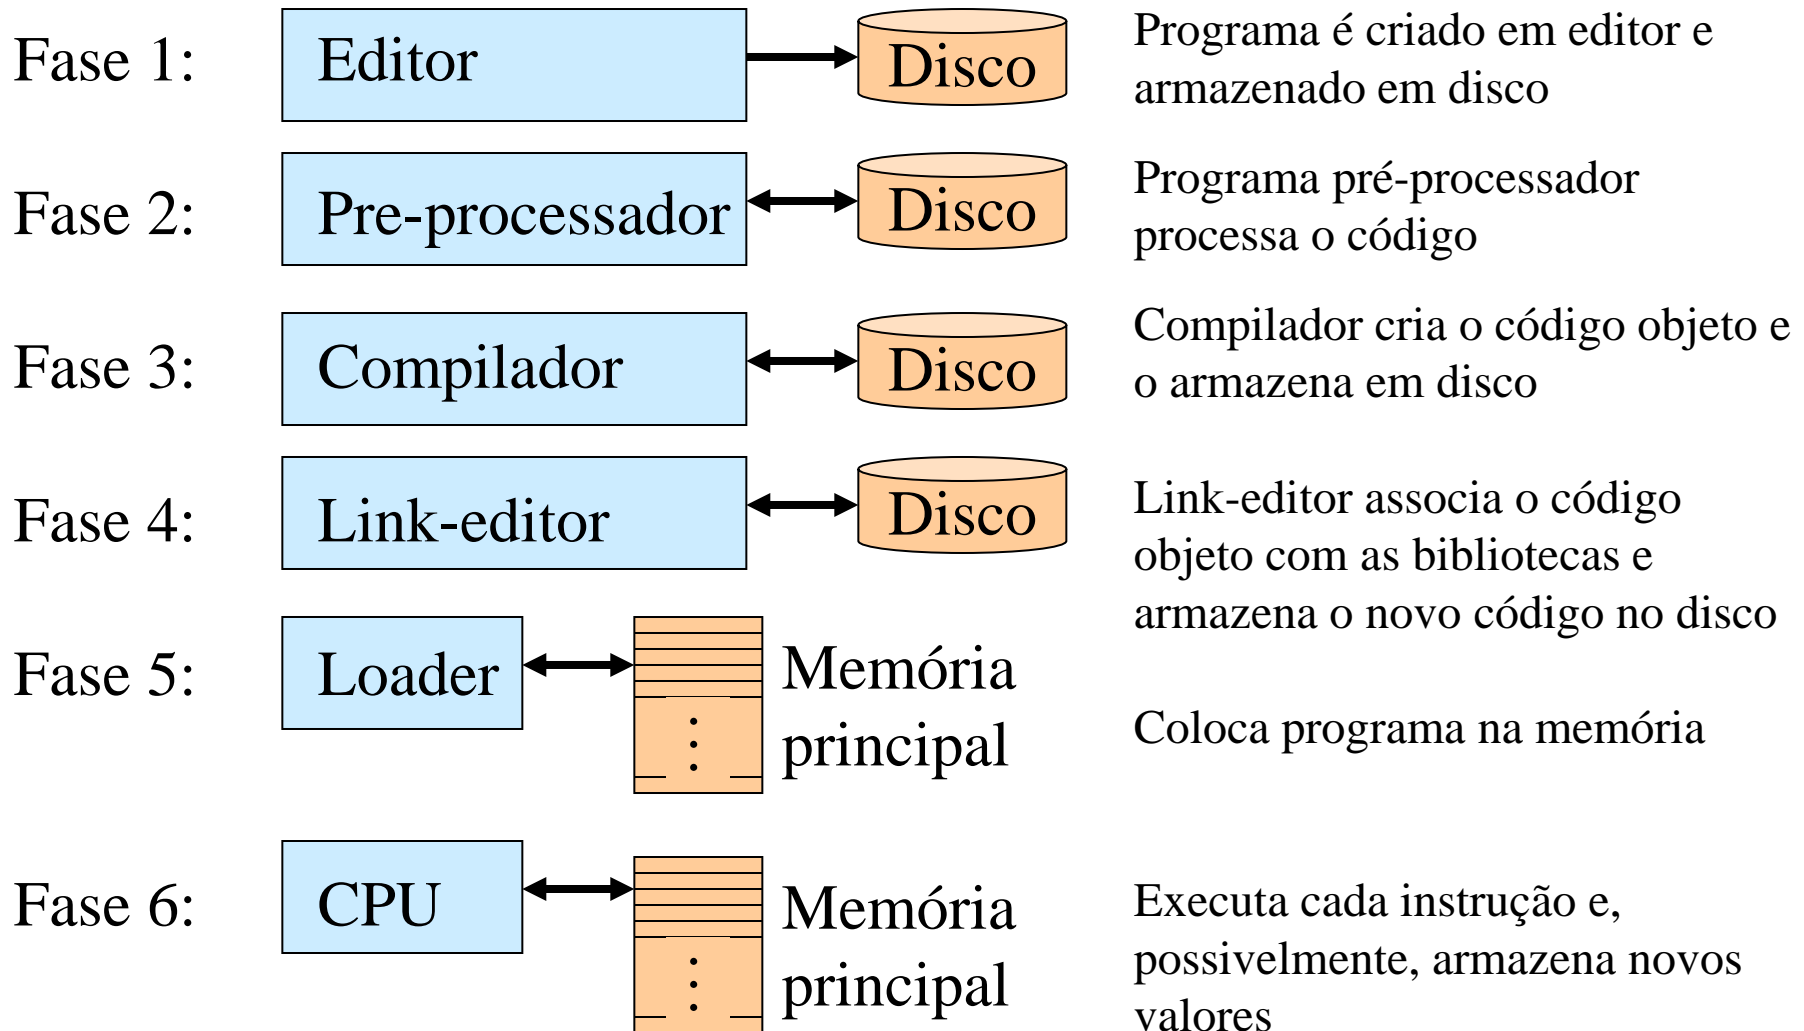 Fase 1:
Editor
Disco
Programa é criado em editor e
armazenado em disco
Fase 2:
Pre-processador
Disco
Programa pré-processador
processa o código
Fase 3:
Compilador
Disco
Compilador cria o código objeto e
o armazena em disco
Fase 4:
Link-editor
Disco
Link-editor associa o código
objeto com as bibliotecas e
armazena o novo código no disco
Fase 5:
Loader
Memória
principal
Coloca programa na memória
Fase 6:
CPU
Memória
principal
Executa cada instrução e,
possivelmente, armazena novos
valores